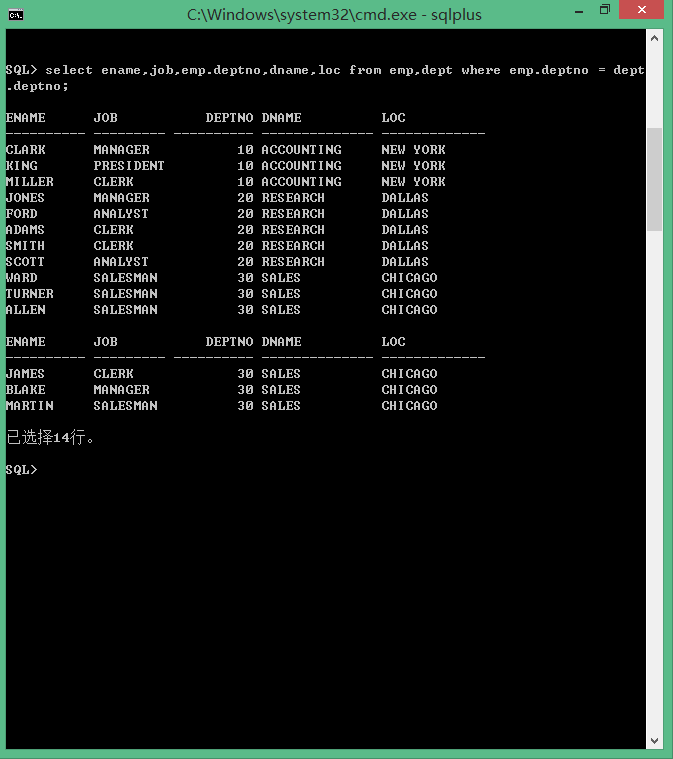 C:\Windows\system32\cmd.exe - sqlplus
SQL> select ename,job,emp.deptno,dname,loc from emp,dept where emp.deptno = dept
.deptno;
ENAME      JOB           DEPTNO DNAME          LOC
---------- --------- ---------- -------------- -------------
CLARK      MANAGER           10 ACCOUNTING     NEW YORK
KING       PRESIDENT         10 ACCOUNTING     NEW YORK
MILLER     CLERK             10 ACCOUNTING     NEW YORK
JONES      MANAGER           20 RESEARCH       DALLAS
FORD       ANALYST           20 RESEARCH       DALLAS
ADAMS      CLERK             20 RESEARCH       DALLAS
SMITH      CLERK             20 RESEARCH       DALLAS
SCOTT      ANALYST           20 RESEARCH       DALLAS
WARD       SALESMAN          30 SALES          CHICAGO
TURNER     SALESMAN          30 SALES          CHICAGO
ALLEN      SALESMAN          30 SALES          CHICAGO
ENAME      JOB           DEPTNO DNAME          LOC
---------- --------- ---------- -------------- -------------
JAMES      CLERK             30 SALES          CHICAGO
BLAKE      MANAGER           30 SALES          CHICAGO
MARTIN     SALESMAN          30 SALES          CHICAGO
已选择14行。
SQL>